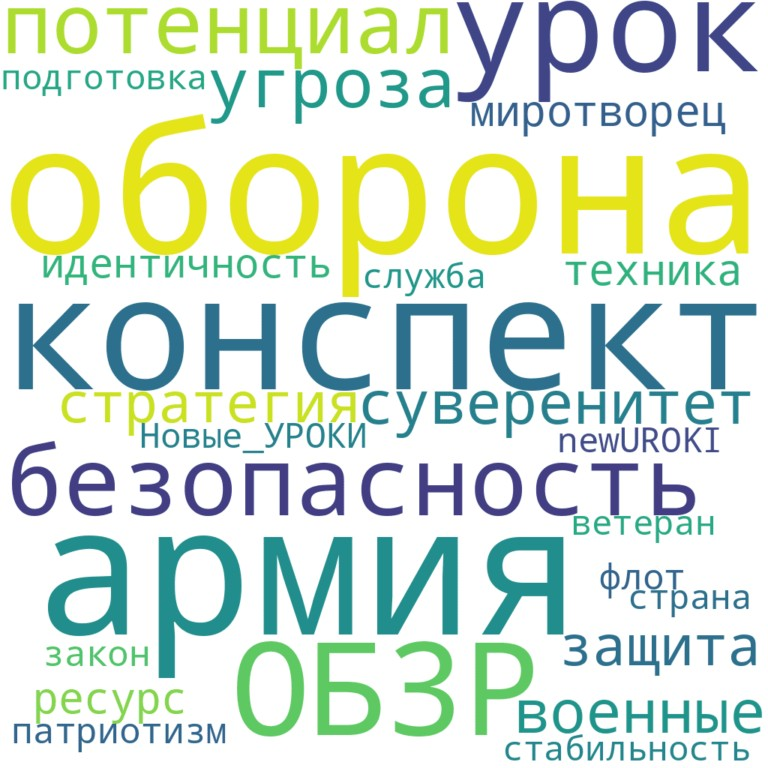 потенциал урок
подготовка угроза миротворец
оборона
идентичность служба техника
конспект
стратегия суверенитет
Новые_УРОКИ newUROKI
безопасность
ветеран
армия
флот
страна
закон ОБЗР защита
ресурс военные
патриотизм стабильность